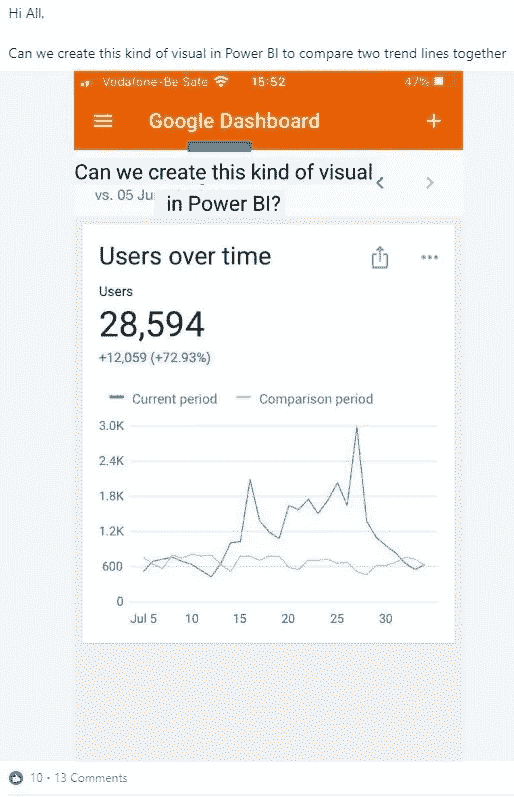 Hi All,
Can we create this kind of visual in Power BI to compare two trend lines together
Vodafone-Be Safe 15:52 47%
Google Dashboard +
Can we create this kind of visual
vs. 05 Ju
in Power BI?
Users over time
Users
28,594
+12,059 (+72.93%)
Current period Comparison period
3.0K
2.4K
1.8K
1.2K
600
0
Jul 5 10 15 20 25 30
10 · 13 Comments